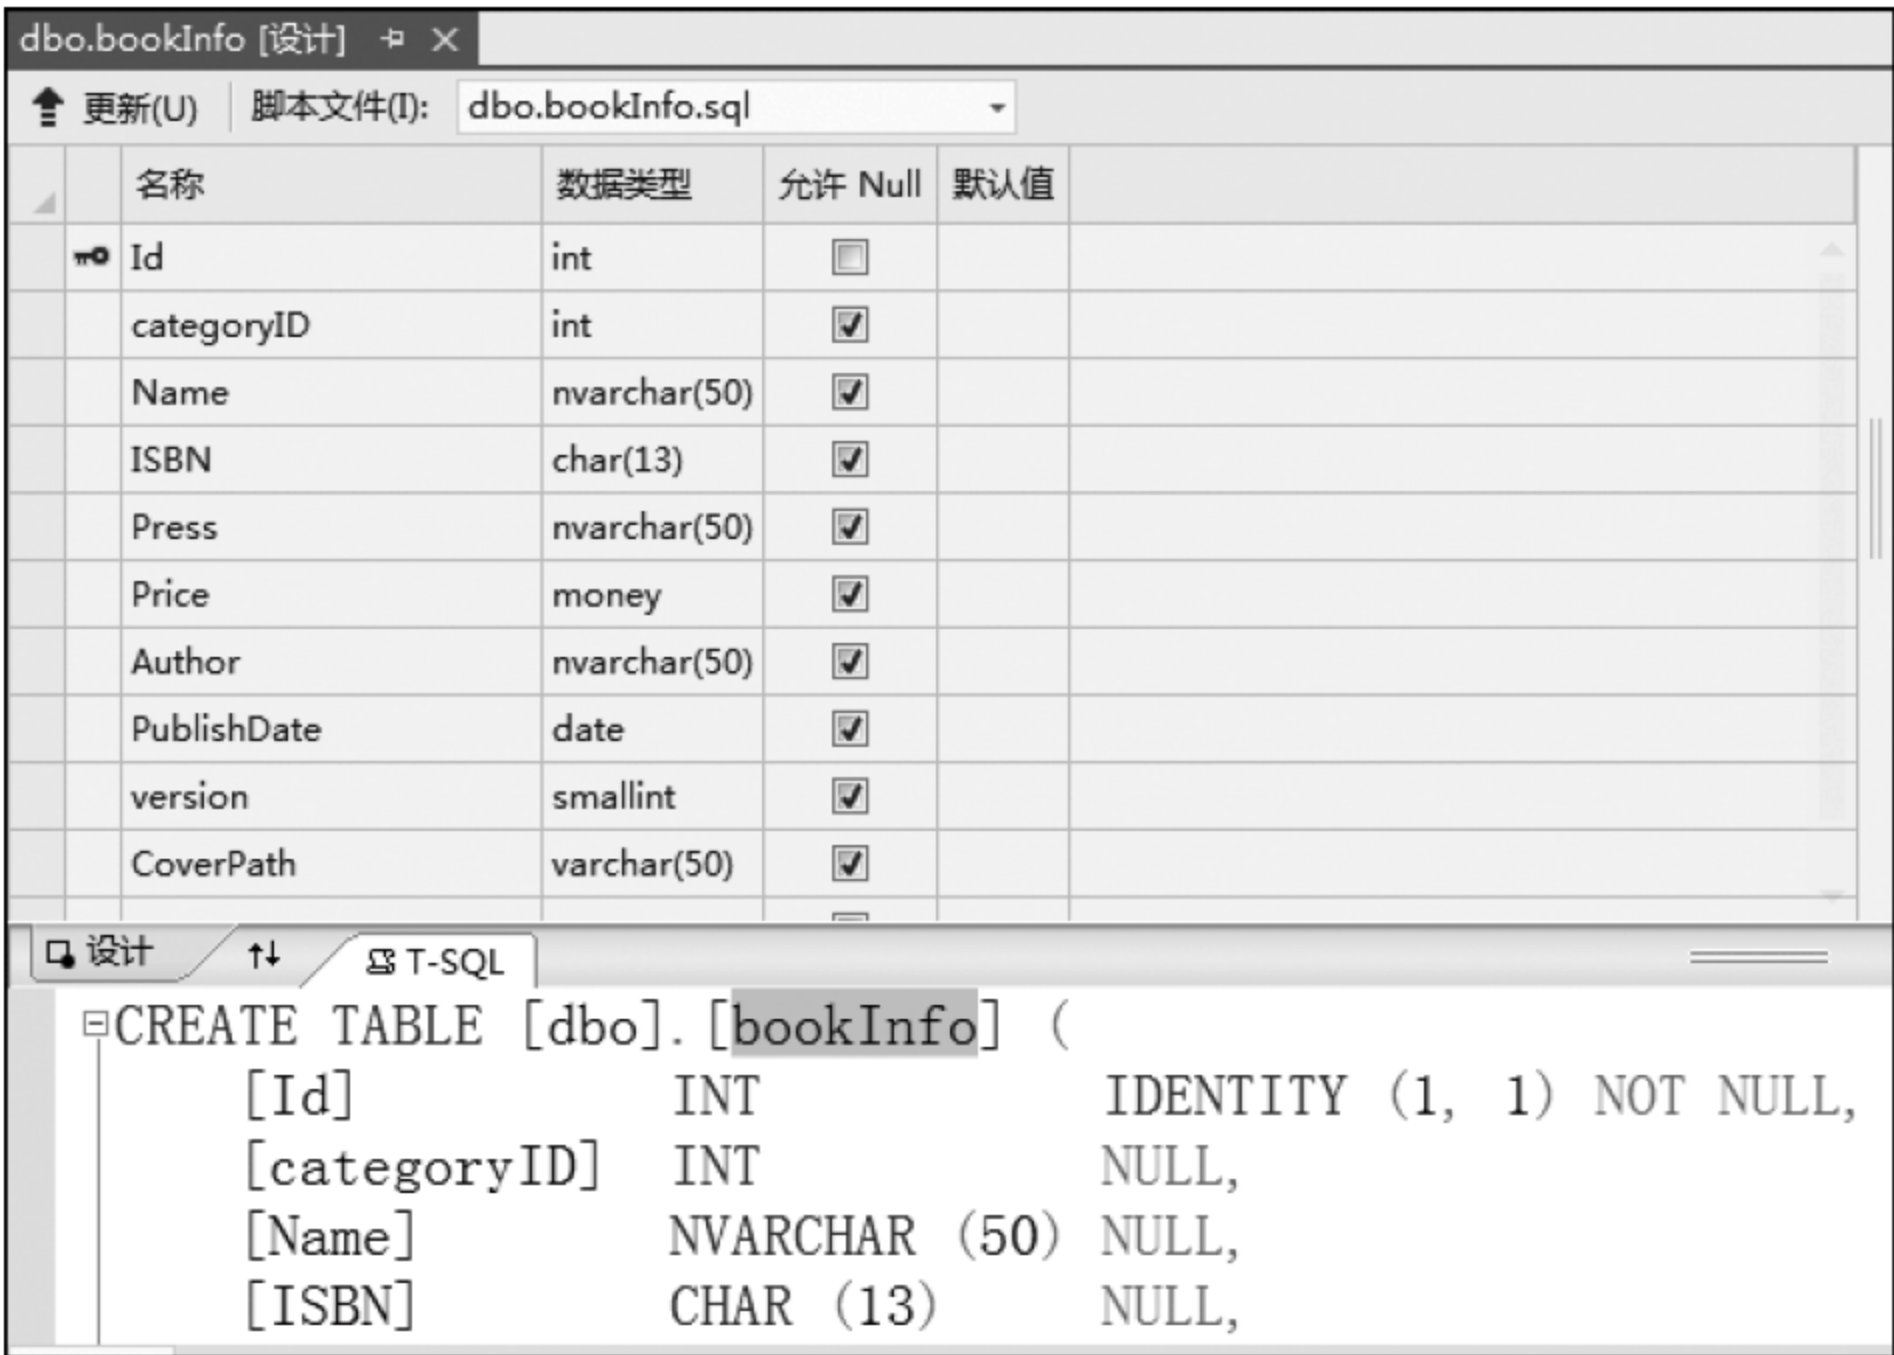 dbo.bookInfo [设计]
更新(U) 脚本文件(I): dbo.bookInfo.sql
名称 数据类型 允许 Null 默认值
Id int
categoryID int
Name nvarchar(50)
ISBN char(13)
Press nvarchar(50)
Price money
Author nvarchar(50)
PublishDate date
version smallint
CoverPath varchar(50)
设计 T-SQL
CREATE TABLE [dbo].[bookInfo] (
[Id] INT IDENTITY (1, 1) NOT NULL,
[categoryID] INT NULL,
[Name] NVARCHAR (50) NULL,
[ISBN] CHAR (13) NULL,